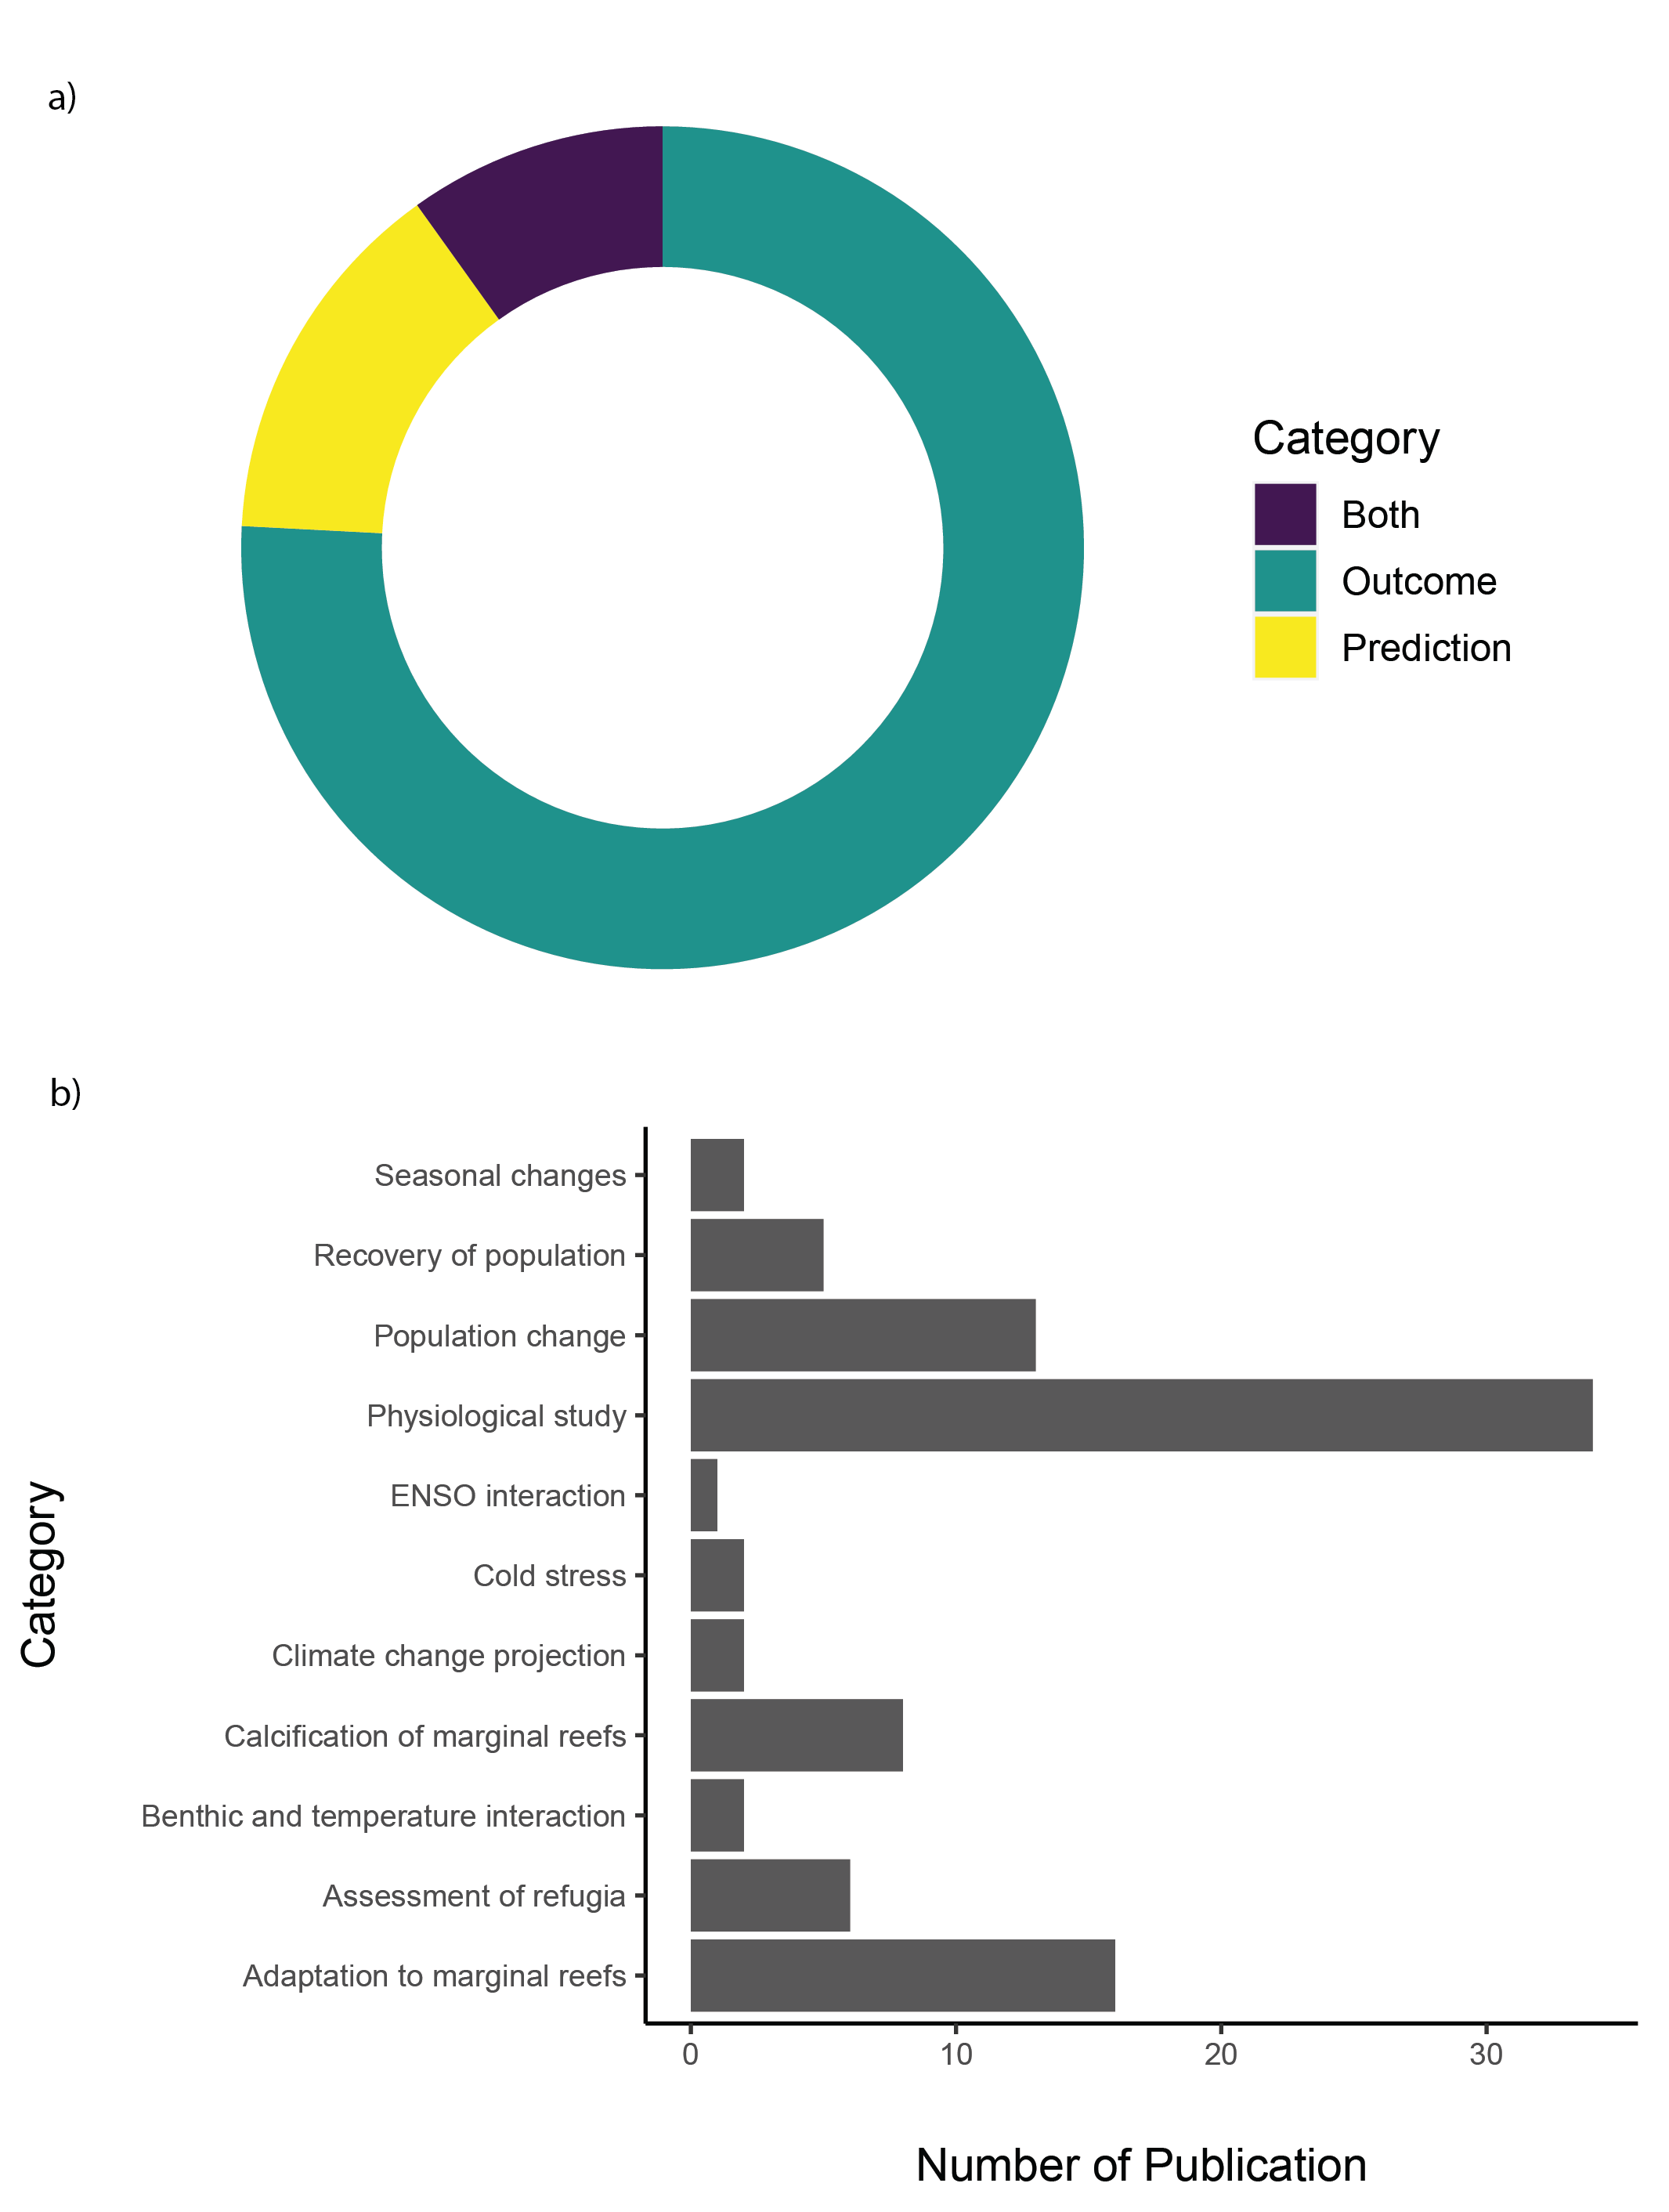 a)
Category
Both
Outcome
Prediction
b)
Category
Seasonal changes
Recovery of population
Population change
Physiological study
ENSO interaction
Cold stress
Climate change projection
Calcification of marginal reefs
Benthic and temperature interaction
Assessment of refugia
Adaptation to marginal reefs
0 10 20 30
Number of Publication